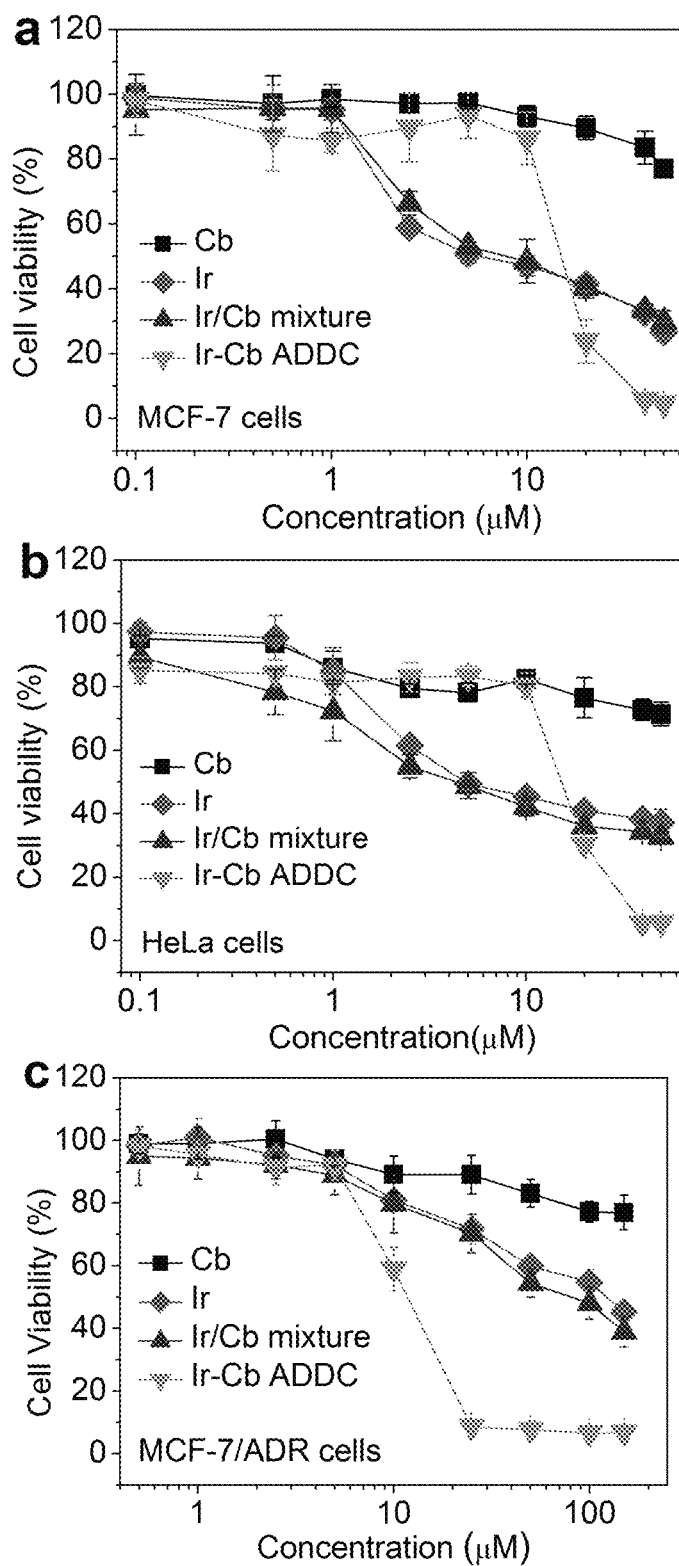 a
120
100
80
60
40
20
0
Cell viability (%)
Cb
Ir
Ir/Cb mixture
Ir-Cb ADDC
MCF-7 cells
0.1 1 10
Concentration (μM)
b
120
100
80
60
40
20
0
Cell viability (%)
Cb
Ir
Ir/Cb mixture
Ir-Cb ADDC
HeLa cells
0.1 1 10
Concentration(μM)
c
120
100
80
60
40
20
0
Cell Viability (%)
Cb
Ir
Ir/Cb mixture
Ir-Cb ADDC
MCF-7/ADR cells
1 10 100
Concentration (μM)